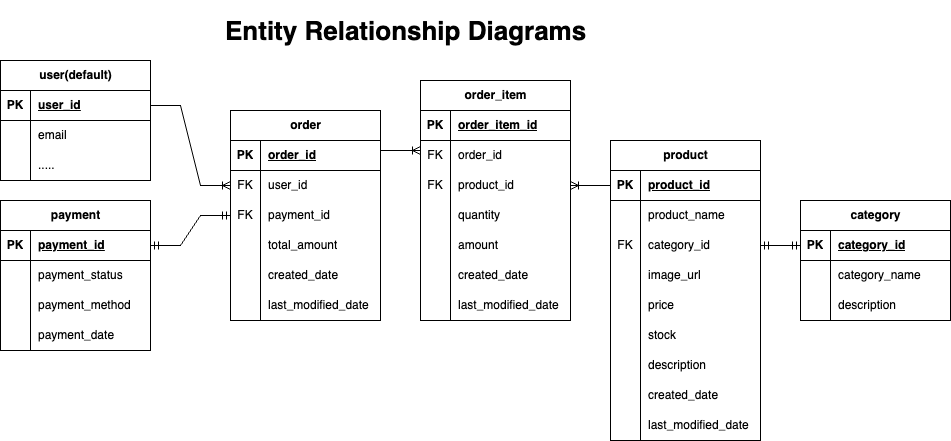 Entity Relationship Diagrams
user(default)
PK user_id
email
.....
payment
PK payment_id
payment_status
payment_method
payment_date
order
PK order_id
FK user_id
FK payment_id
total_amount
created_date
last_modified_date
order_item
PK order_item_id
FK order_id
FK product_id
quantity
amount
created_date
last_modified_date
product
PK product_id
product_name
FK category_id
image_url
price
stock
description
created_date
last_modified_date
category
PK category_id
category_name
description